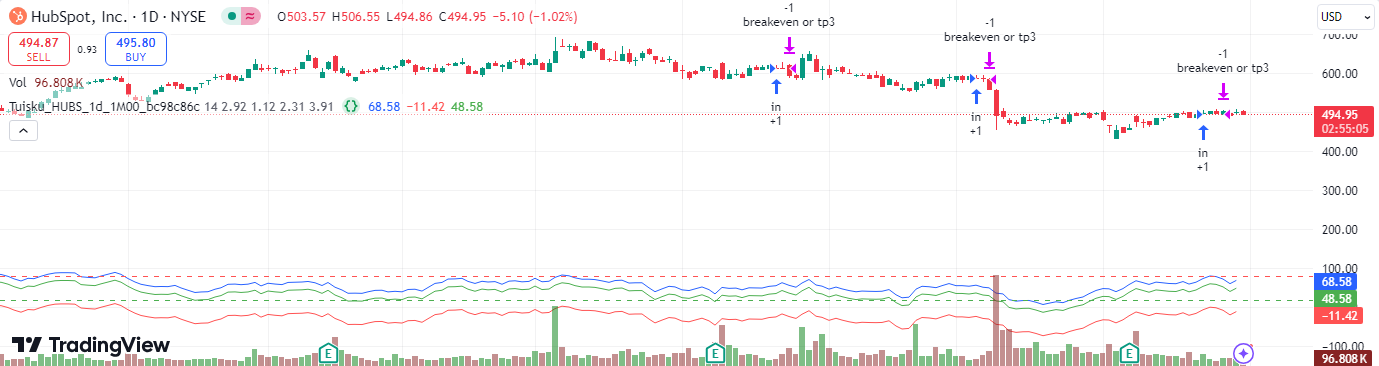 HubSpot, Inc. · 1D · NYSE O503.57 H506.55 L494.86 C494.95 −5.10 (−1.02%)
USD
494.87 0.93 495.80
SELL BUY
Vol 96.808K
Tuisku_HUBS_1d_1M00_bc98c86c 14 2.92 1.12 2.31 3.91 68.58 −11.42 48.58
-1
breakeven or tp3
in
+1
-1
breakeven or tp3
in
+1
-1
breakeven or tp3
in
+1
700.00
600.00
494.95
02:55:05
400.00
300.00
200.00
100.00
68.58
48.58
−11.42
−100.00
96.808K
E
E
E
TradingView